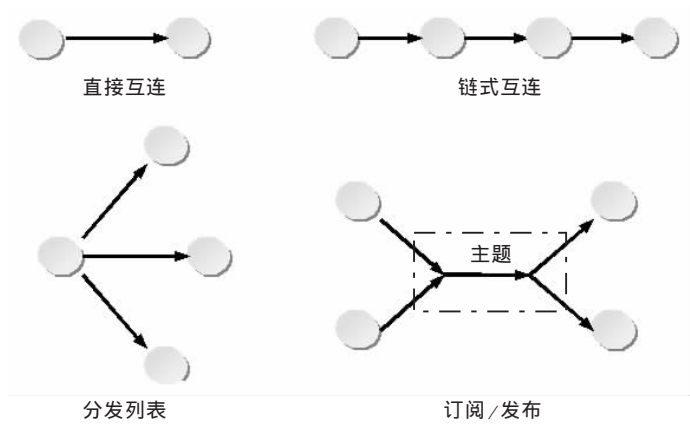 直接互连
链式互连
主题
分发列表
订阅/发布